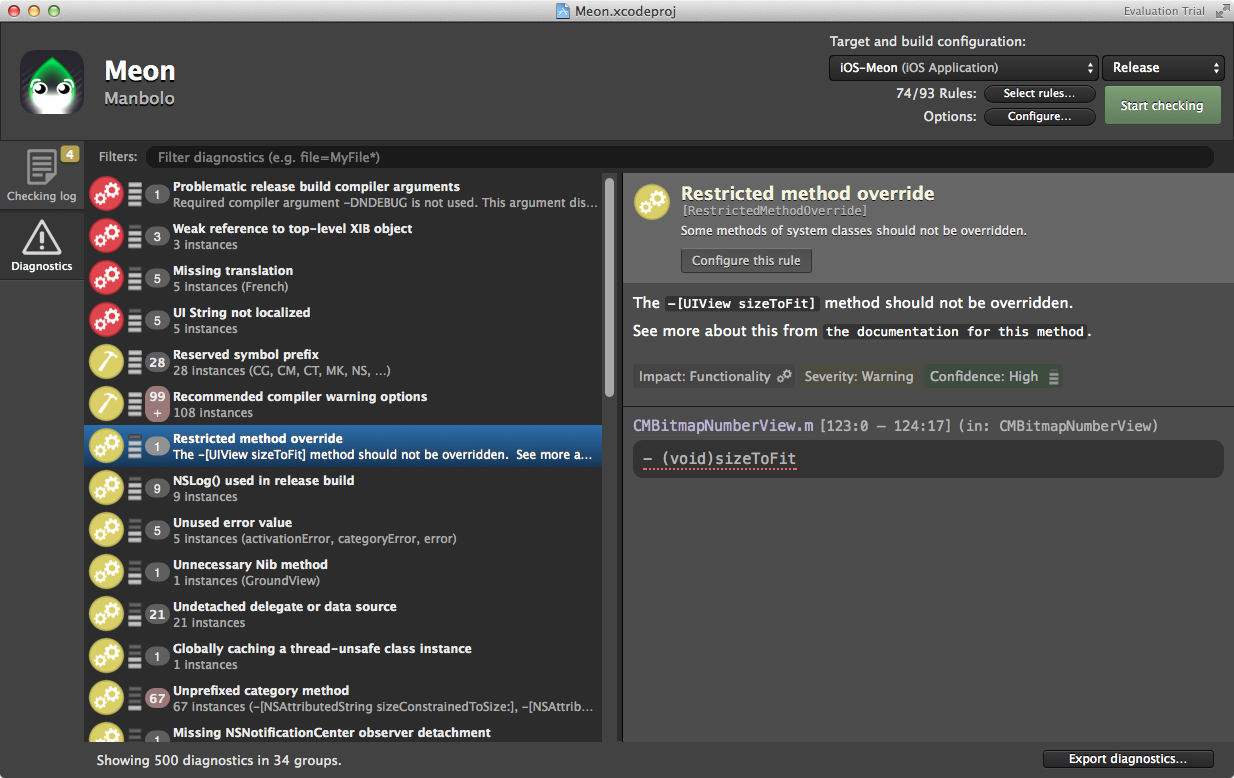 Meon.xcodeproj
Evaluation Trial
Meon
Manbolo
Target and build configuration:
iOS-Meon (iOS Application)
Release
74/93 Rules:
Select rules...
Options:
Configure...
Start checking
4
Checking log
Diagnostics
Filters:
Filter diagnostics (e.g. file=MyFile*)
1
Problematic release build compiler arguments
Required compiler argument -DNDEBUG is not used. This argument dis...
3
Weak reference to top-level XIB object
3 instances
5
Missing translation
5 instances (French)
5
UI String not localized
5 instances
28
Reserved symbol prefix
28 instances (CG, CM, CT, MK, NS, ...)
99
+
Recommended compiler warning options
108 instances
1
Restricted method override
The -[UIView sizeToFit] method should not be overridden.  See more a...
9
NSLog() used in release build
9 instances
5
Unused error value
5 instances (activationError, categoryError, error)
1
Unnecessary Nib method
1 instances (GroundView)
21
Undetached delegate or data source
21 instances
1
Globally caching a thread-unsafe class instance
1 instances
67
Unprefixed category method
67 instances (-[NSAttributedString sizeConstrainedToSize:], -[NSAttrib...
1
Missing NSNotificationCenter observer detachment
Showing 500 diagnostics in 34 groups.
Restricted method override
[RestrictedMethodOverride]
Some methods of system classes should not be overridden.
Configure this rule
The -[UIView sizeToFit] method should not be overridden.
See more about this from the documentation for this method.
Impact: Functionality
Severity: Warning
Confidence: High
CMBitmapNumberView.m [123:0 – 124:17] (in: CMBitmapNumberView)
- (void)sizeToFit
Export diagnostics...